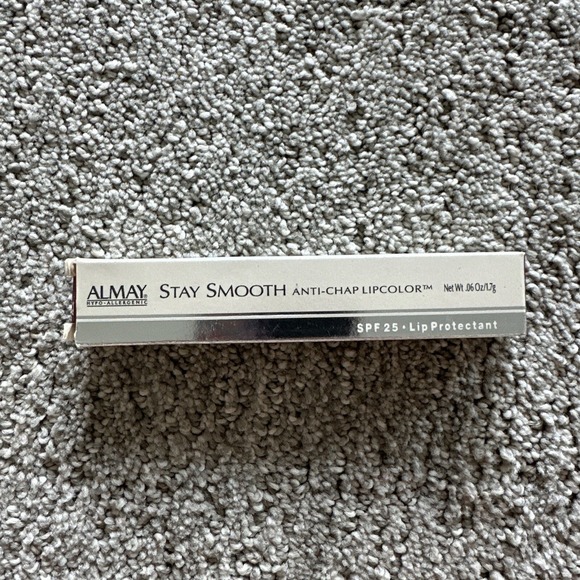 ALMAY® STAY SMOOTH ANTI-CHAP LIPCOLOR™ Net Wt .06 Oz/1.7g
HYPO-ALLERGENIC
SPF 25 • Lip Protectant